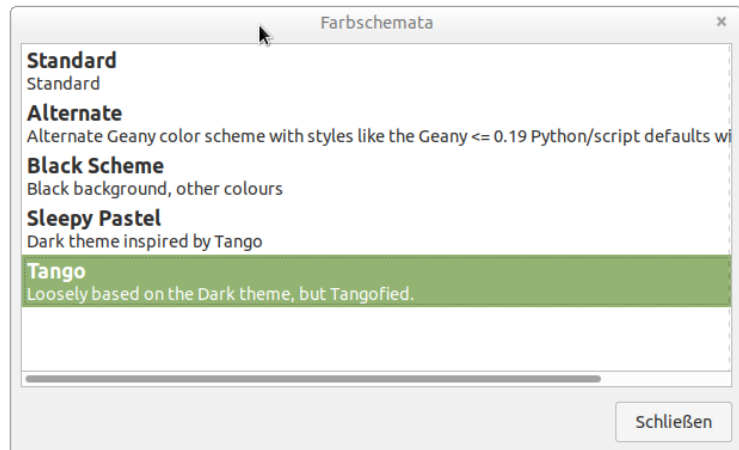 Farbschemata
Standard
Standard
Alternate
Alternate Geany color scheme with styles like the Geany <= 0.19 Python/script defaults wi
Black Scheme
Black background, other colours
Sleepy Pastel
Dark theme inspired by Tango
Tango
Loosely based on the Dark theme, but Tangofied.
Schließen